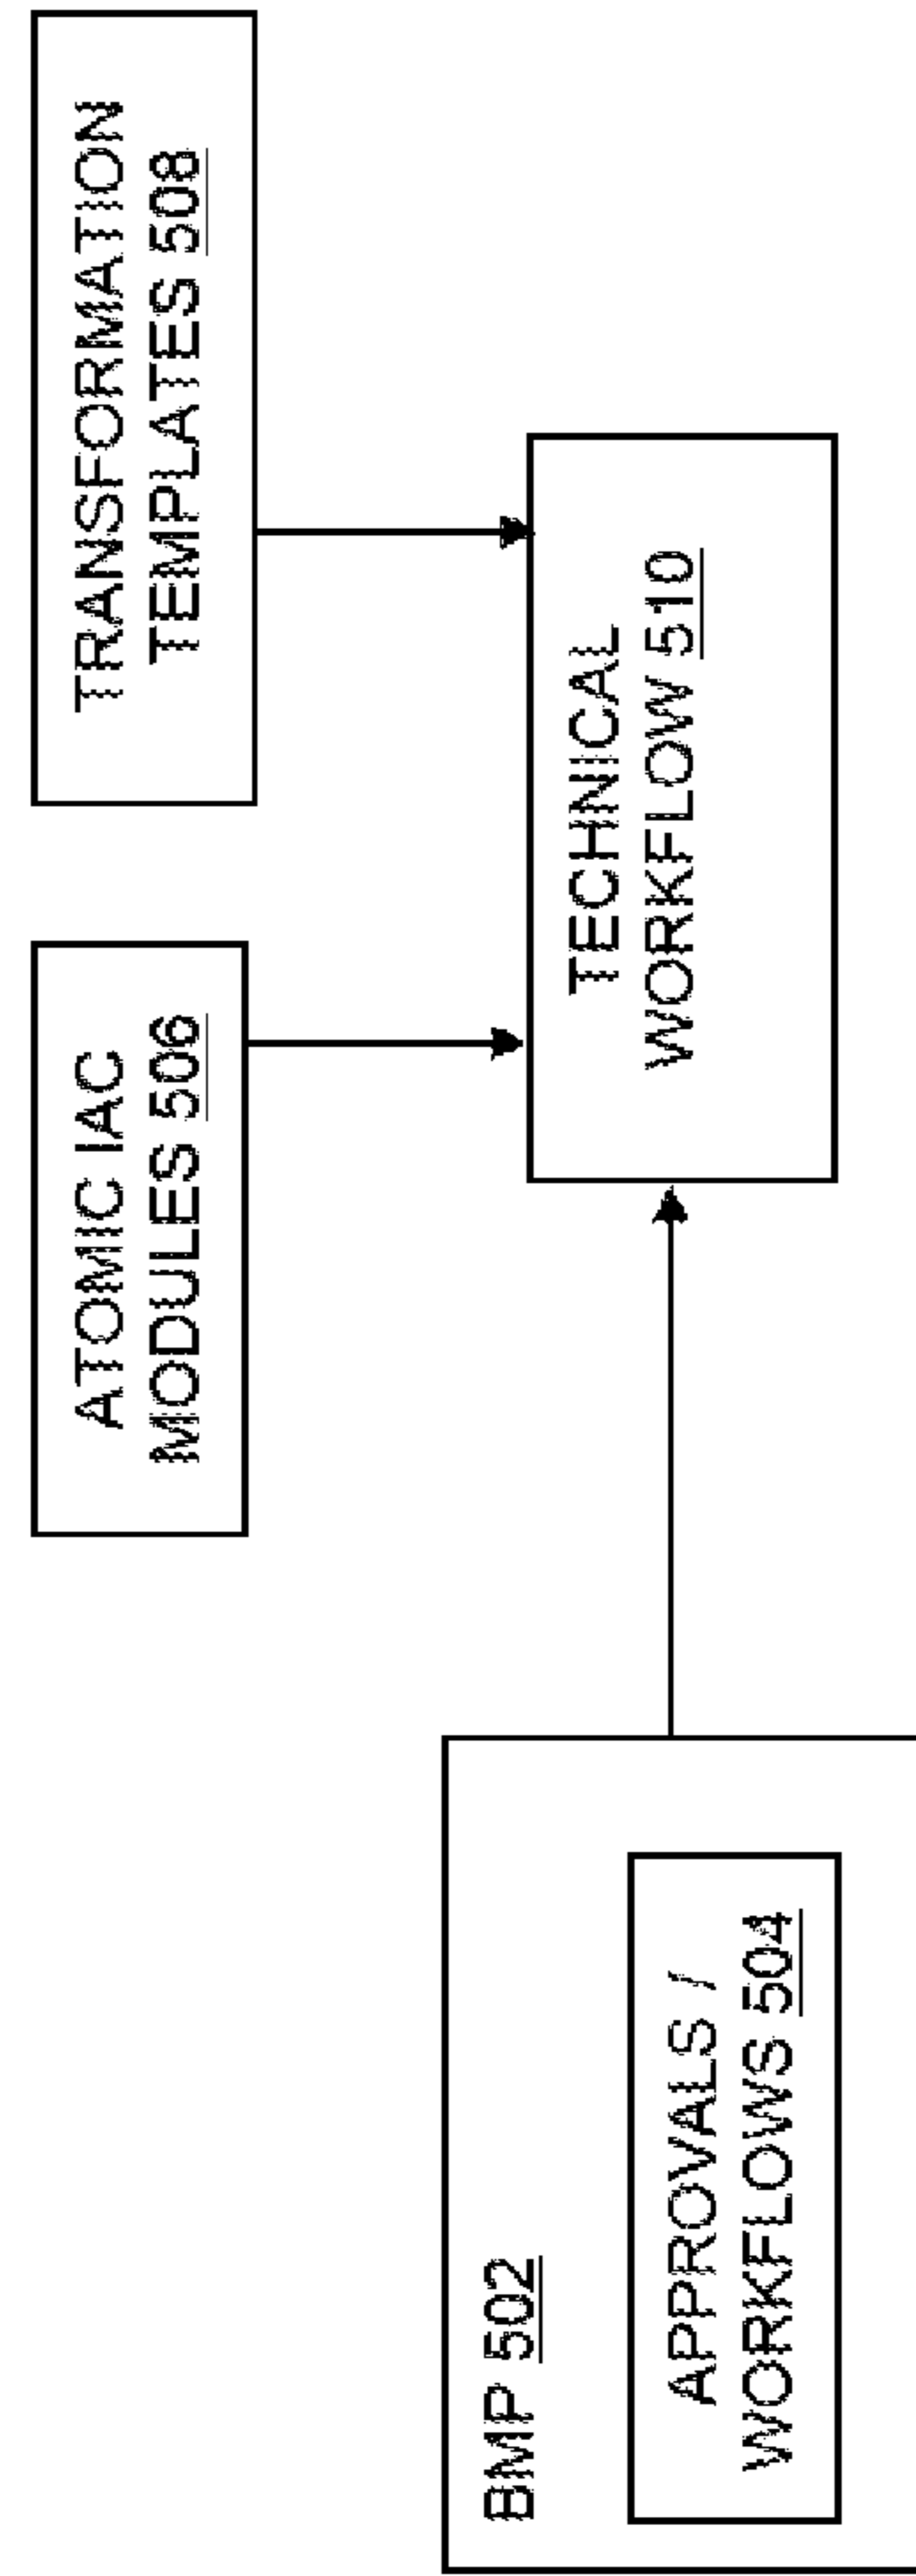 ATOMIC IAC
MODULES 506
TRANSFORMATION
TEMPLATES 508
BMP 502
APPROVALS /
WORKFLOWS 504
TECHNICAL
WORKFLOW 510